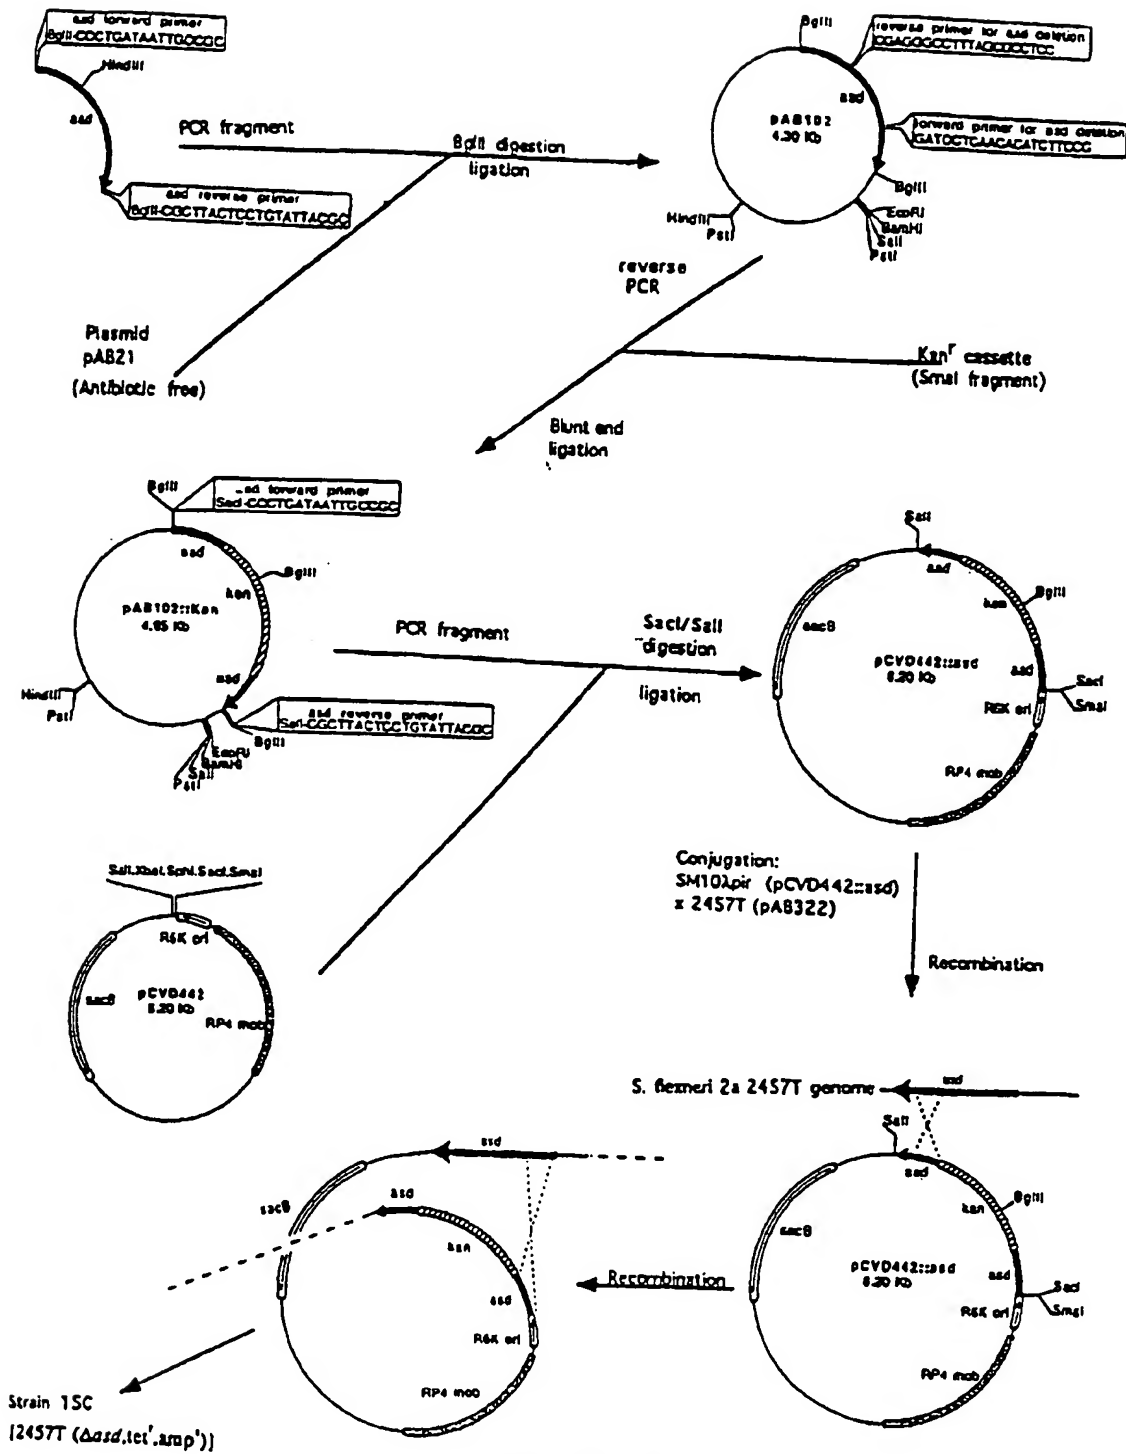 asd forward primer
BglII-CCCTGATAATTGCCGC
HindIII
asd
asd reverse primer
BglII-CGCTTACTCCTGTATTACGC
PCR fragment
BglII digestion
ligation
Plasmid
pAB21
(Antibiotic free)
BglII
reverse primer for asd deletion
asd
pAB102
4.30 Kb
forward primer for asd deletion
BglII
EcoRI
BamHI
SalI
PstI
HindIII
PstI
reverse
PCR
Kanʳ cassette
(SmaI fragment)
Blunt end
ligation
BglII
asd forward primer
SacI-CCCTGATAATTGCCGC
asd
BglII
kan
pAB102::Kan
asd
HindIII
PstI
asd reverse primer
SalI-CGCTTACTCCTGTATTACGC
BglII
EcoRI
BamHI
SalI
PstI
PCR fragment
SacI/SalI
digestion
ligation
SalI
asd
kan
BglII
sacB
pCVD442::asd
asd
SacI
SmaI
R6K ori
RP4 mob
SalI,XbaI,SphI,SacI,SmaI
R6K ori
sacB
pCVD442
RP4 mob
Conjugation:
SM10λpir (pCVD442::asd)
x 2457T (pAB322)
Recombination
S. flexneri 2a 2457T genome
asd
SalI
asd
kan
BglII
sacB
pCVD442::asd
asd
SacI
SmaI
R6K ori
RP4 mob
Recombination
asd
sacB
asd
kan
asd
R6K ori
RP4 mob
Strain 15C
[2457T (Δasd,tetʳ,ampʳ)]